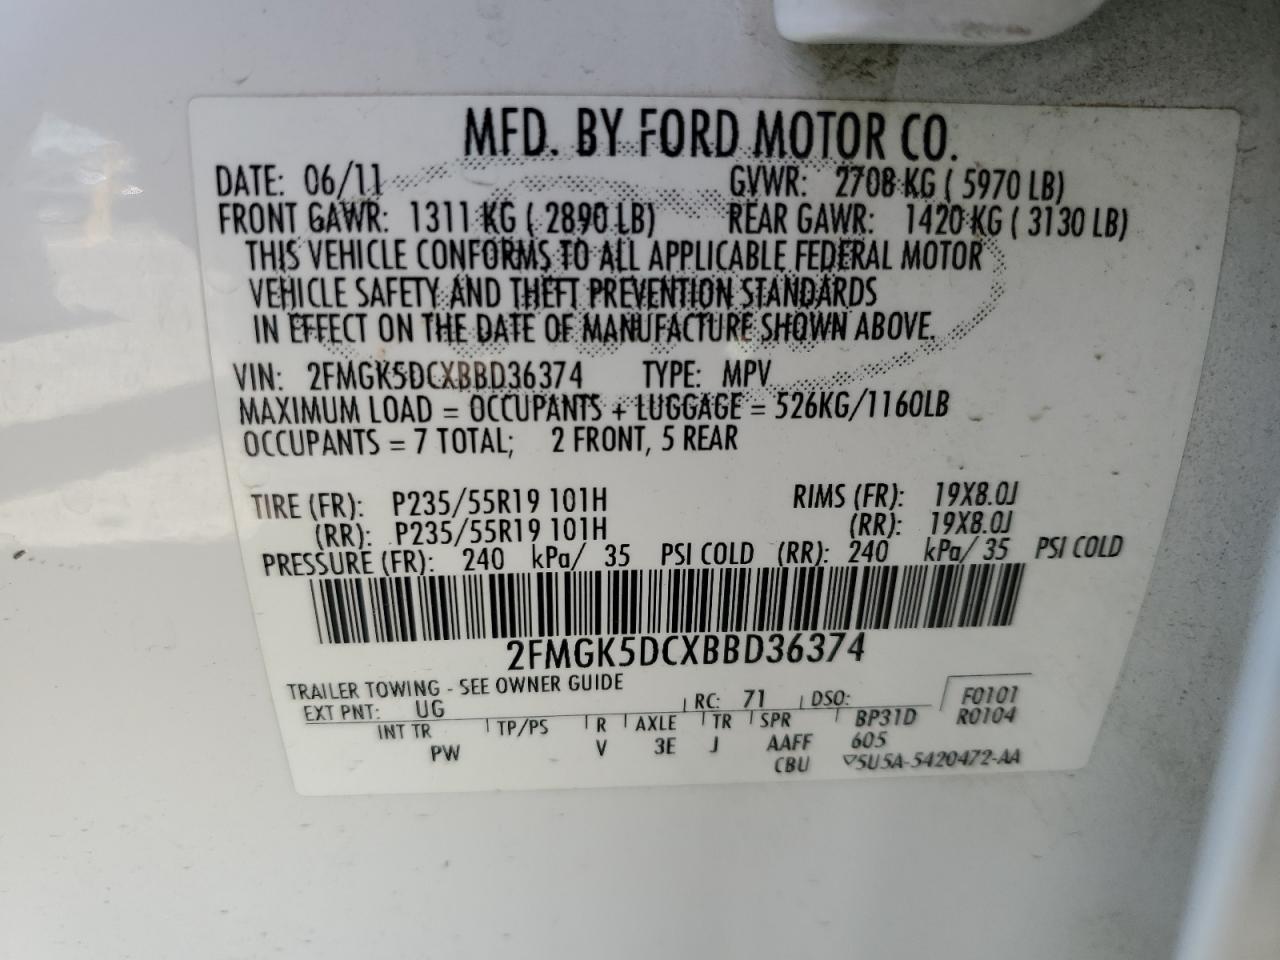 MFD. BY FORD MOTOR CO.
DATE: 06/11 GVWR: 2708 KG ( 5970 LB)
FRONT GAWR: 1311 KG ( 2890 LB) REAR GAWR: 1420 KG ( 3130 LB)
THIS VEHICLE CONFORMS TO ALL APPLICABLE FEDERAL MOTOR
VEHICLE SAFETY AND THEFT PREVENTION STANDARDS
IN EFFECT ON THE DATE OF MANUFACTURE SHOWN ABOVE.
VIN: 2FMGK5DCXBBD36374 TYPE: MPV
MAXIMUM LOAD = OCCUPANTS + LUGGAGE = 526KG/1160LB
OCCUPANTS = 7 TOTAL; 2 FRONT, 5 REAR
TIRE (FR): P235/55R19 101H RIMS (FR): 19X8.0J
(RR): P235/55R19 101H (RR): 19X8.0J
PRESSURE (FR): 240 kPa/ 35 PSI COLD (RR): 240 kPa/ 35 PSI COLD
2FMGK5DCXBBD36374
TRAILER TOWING - SEE OWNER GUIDE
EXT PNT: UG RC: 71 DSO: F0101
INT TR TP/PS R AXLE TR SPR BP31D R0104
PW V 3E J AAFF 605
CBU ▽5U5A-5420472-AA